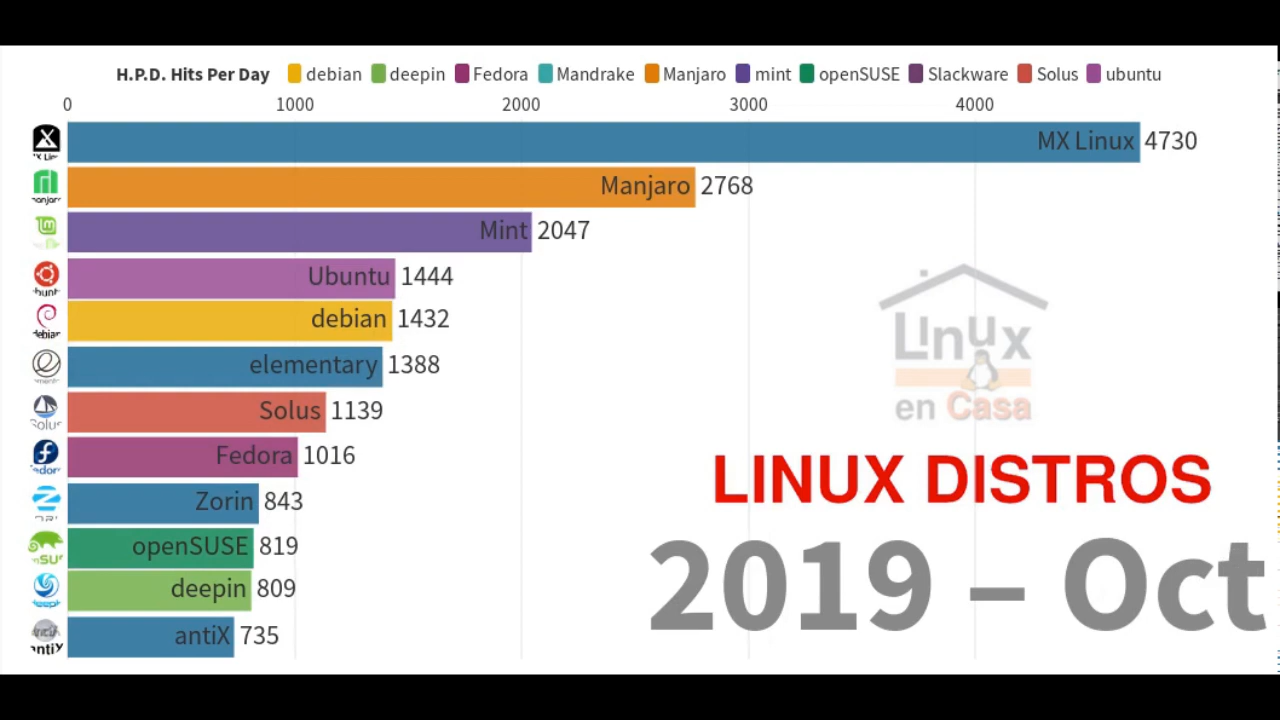 H.P.D. Hits Per Day debian deepin Fedora Mandrake Manjaro mint openSUSE Slackware Solus ubuntu
0 1000 2000 3000 4000
MX Linux 4730
Manjaro 2768
Mint 2047
Ubuntu 1444
debian 1432
elementary 1388
Solus 1139
Fedora 1016
Zorin 843
openSUSE 819
deepin 809
antiX 735
Linux
en Casa
LINUX DISTROS
2019 – Oct